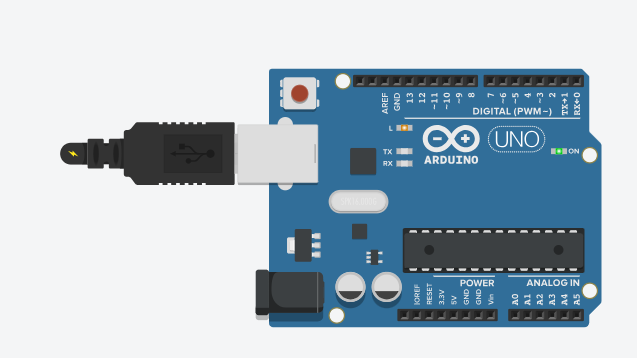 AREF
GND
13
12
~11
~10
~9
8
7
~6
~5
4
~3
2
TX→1
RX←0
DIGITAL (PWM~)
L
TX
RX
ARDUINO
UNO
ON
POWER
ANALOG IN
IOREF
RESET
3.3V
5V
GND
GND
Vin
A0
A1
A2
A3
A4
A5